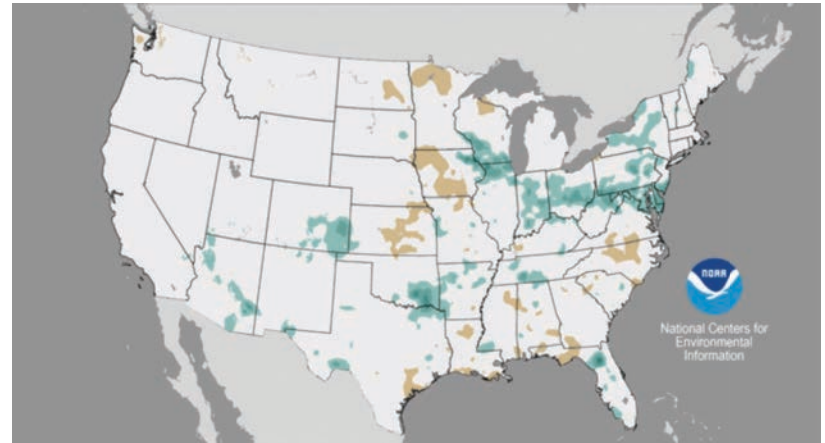 NOAA
National Centers for
Environmental
Information